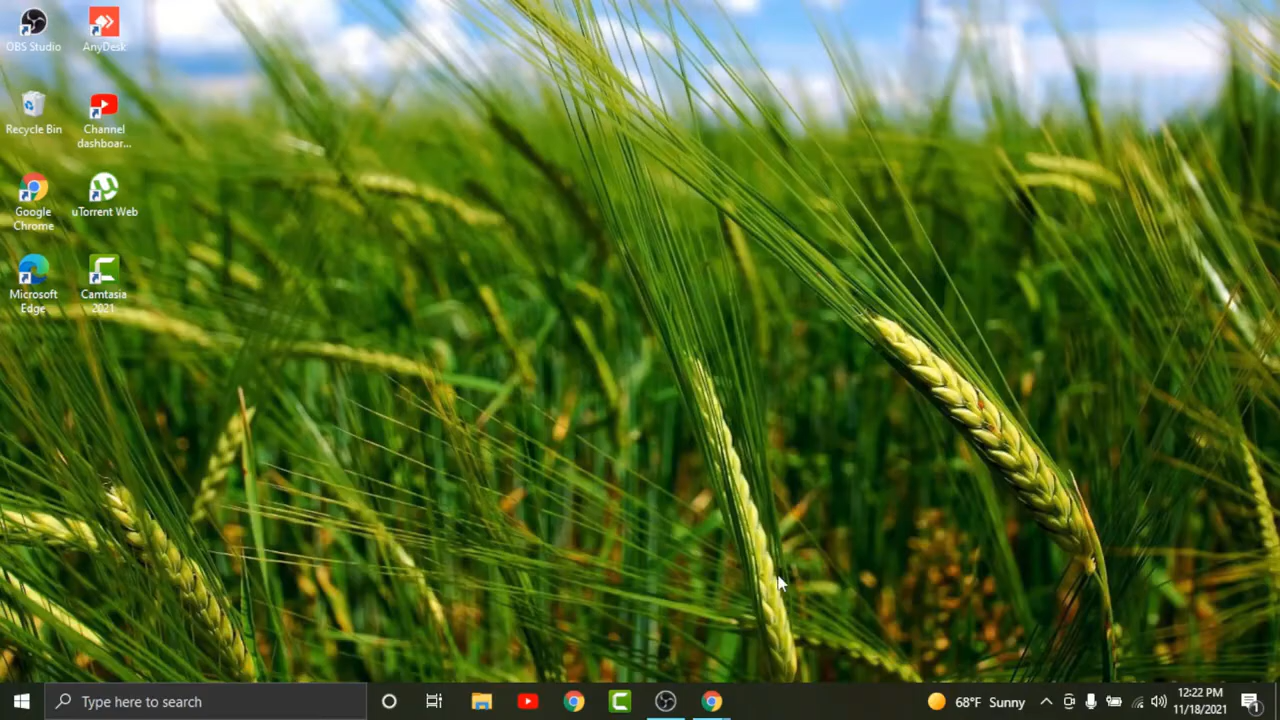 OBS Studio
AnyDesk
Recycle Bin
Channel
dashboar...
Google
Chrome
uTorrent Web
Microsoft
Edge
Camtasia
2021
Type here to search
68°F Sunny
12:22 PM
11/18/2021
1